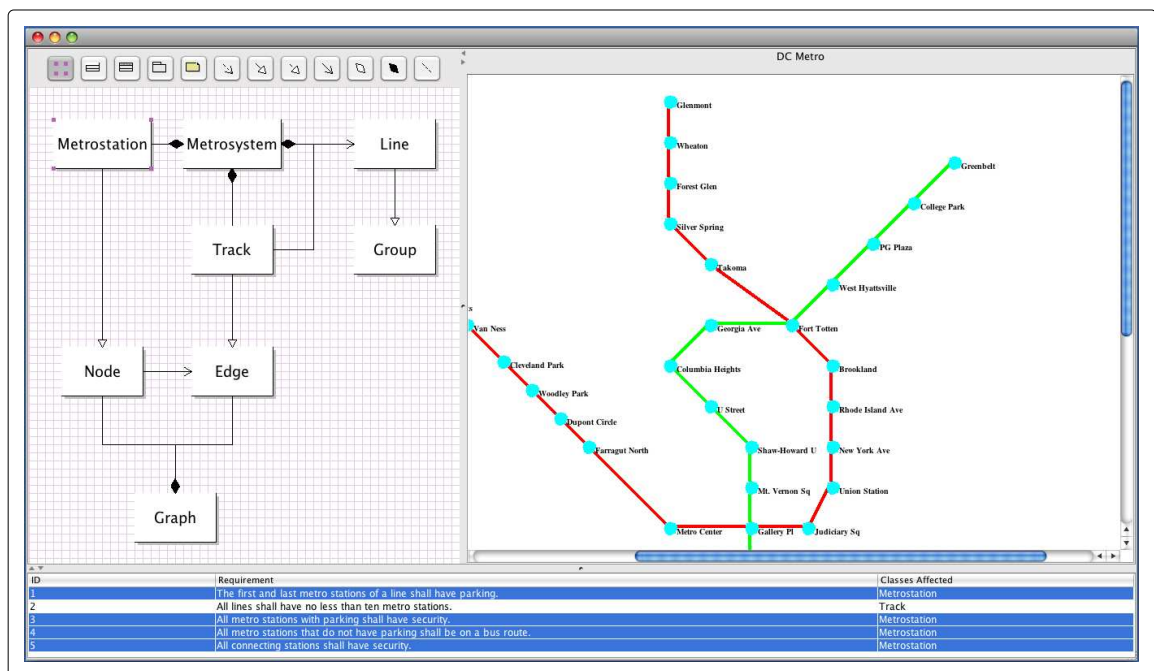 DC Metro
Metrostation
Metrosystem
Line
Track
Group
Node
Edge
Graph
Glenmont
Wheaton
Forest Glen
Silver Spring
Takoma
Greenbelt
College Park
PG Plaza
West Hyattsville
s
Van Ness
Georgia Ave
Fort Totten
Cleveland Park
Columbia Heights
Brookland
Woodley Park
Dupont Circle
U Street
Rhode Island Ave
Farragut North
Shaw-Howard U
New York Ave
Mt. Vernon Sq
Union Station
Metro Center
Gallery Pl
Judiciary Sq
ID Requirement Classes Affected
1 The first and last metro stations of a line shall have parking. Metrostation
2 All lines shall have no less than ten metro stations. Track
3 All metro stations with parking shall have security. Metrostation
4 All metro stations that do not have parking shall be on a bus route. Metrostation
5 All connecting stations shall have security. Metrostation